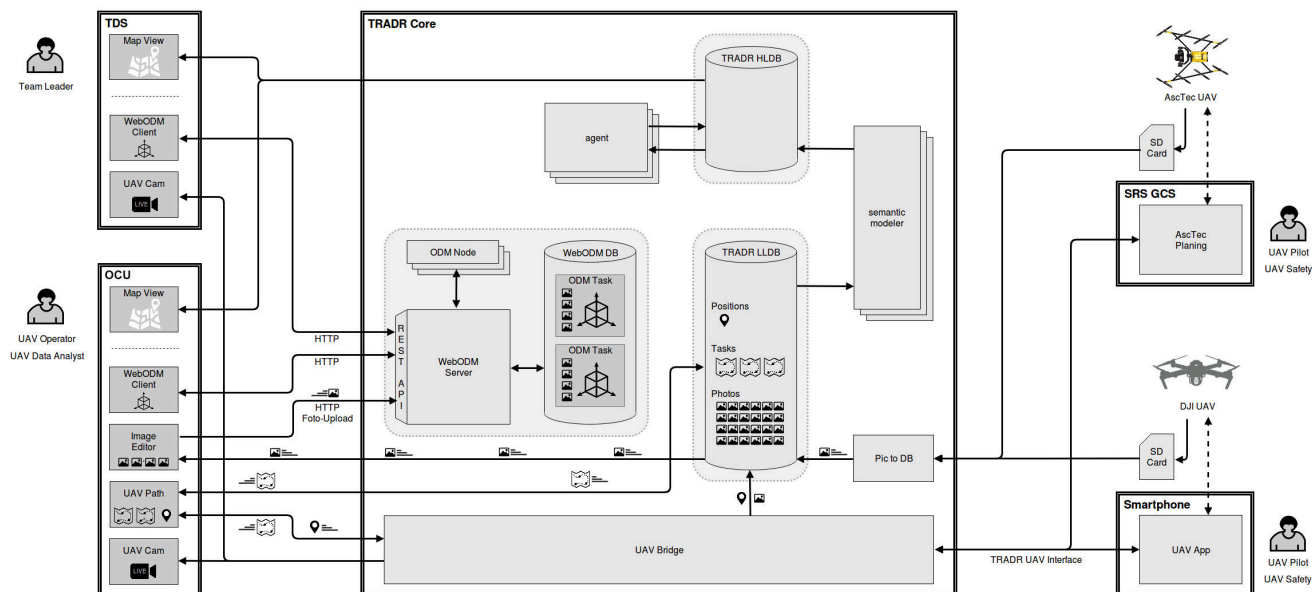 TDS
Map View
WebODM
Client
UAV Cam
LIVE
Team Leader
OCU
Map View
WebODM
Client
Image
Editor
UAV Path
UAV Cam
LIVE
UAV Operator
UAV Data Analyst
HTTP
HTTP
HTTP
Foto-Upload
TRADR Core
TRADR HLDB
agent
semantic
modeler
ODM Node
WebODM DB
ODM Task
ODM Task
REST API
WebODM
Server
TRADR LLDB
Positions
Tasks
Photos
Pic to DB
UAV Bridge
TRADR UAV Interface
AscTec UAV
SD
Card
SRS GCS
AscTec
Planing
UAV Pilot
UAV Safety
DJI UAV
SD
Card
Smartphone
UAV App
UAV Pilot
UAV Safety